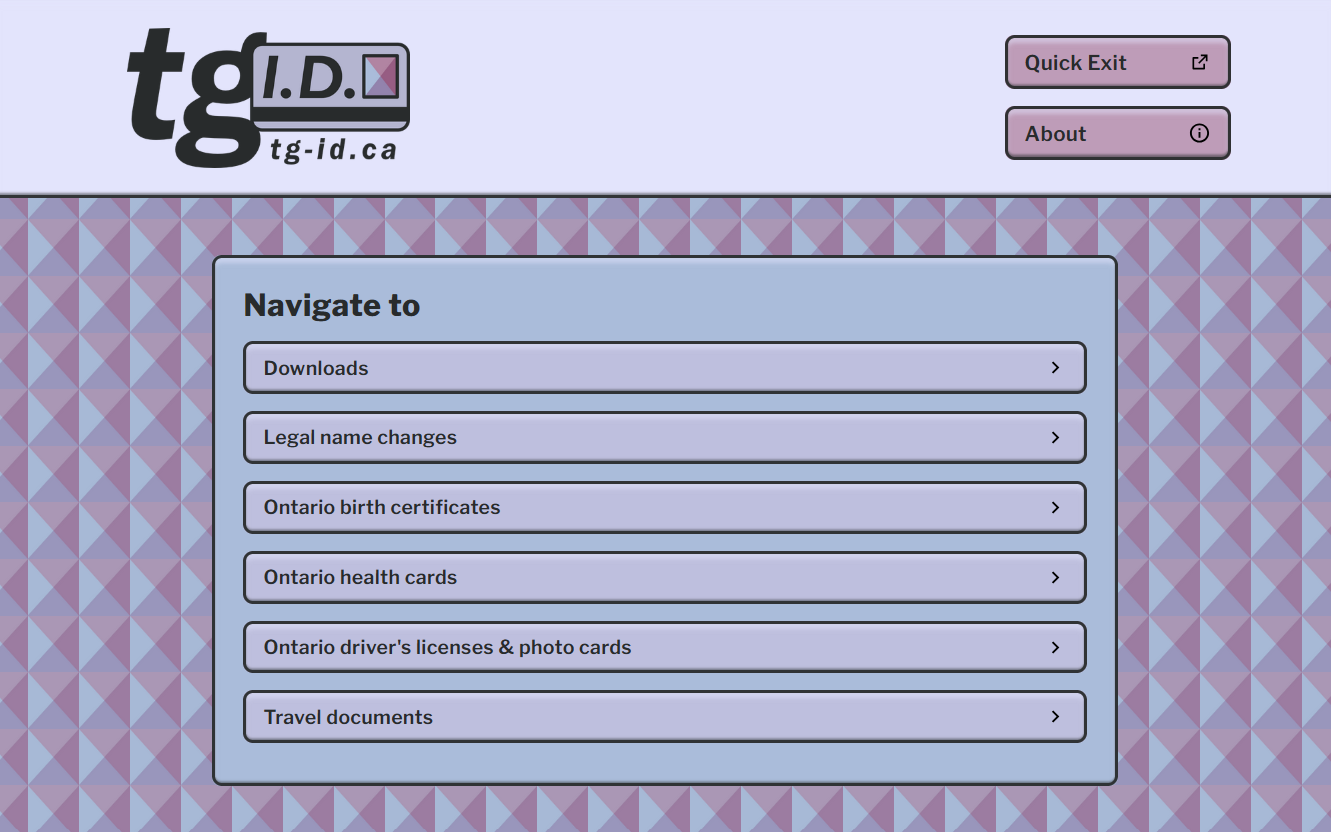 tg I.D.
tg-id.ca
Quick Exit
About
Navigate to
Downloads
Legal name changes
Ontario birth certificates
Ontario health cards
Ontario driver's licenses & photo cards
Travel documents